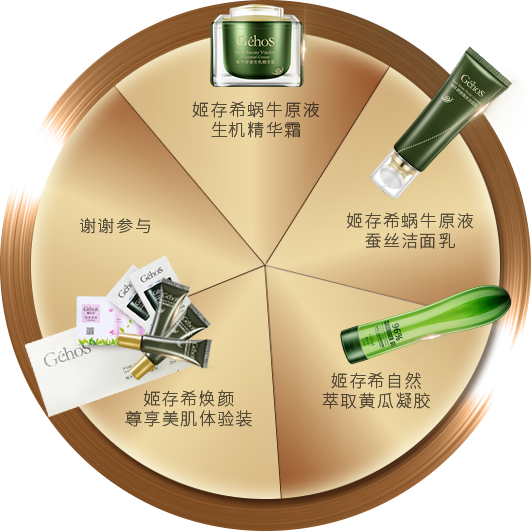 GéhoS
姬存希蜗牛原液
生机精华霜
GéhoS
姬存希蜗牛原液
蚕丝洁面乳
谢谢参与
GéhoS
GéhoS
GéhoS
96%
姬存希焕颜
尊享美肌体验装
姬存希自然
萃取黄瓜凝胶